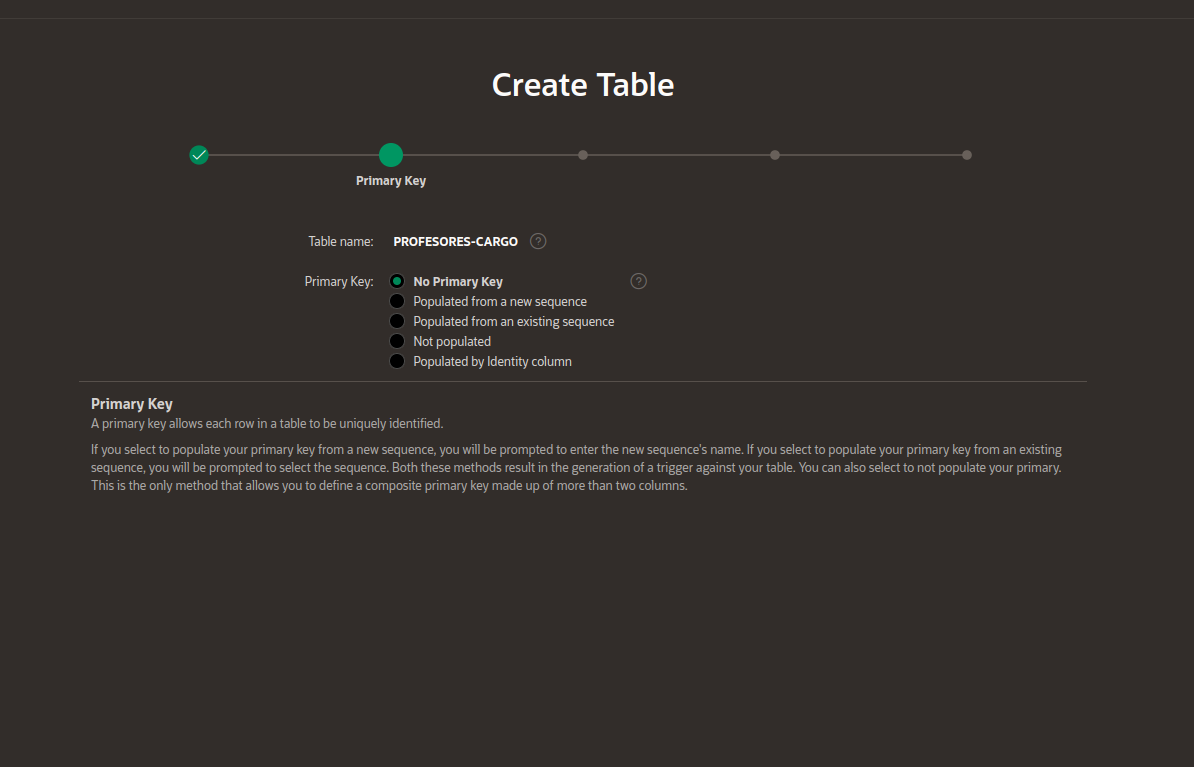 Create Table
Primary Key
Table name: PROFESORES-CARGO ?
Primary Key: No Primary Key ?
Populated from a new sequence
Populated from an existing sequence
Not populated
Populated by Identity column
Primary Key
A primary key allows each row in a table to be uniquely identified.
If you select to populate your primary key from a new sequence, you will be prompted to enter the new sequence's name. If you select to populate your primary key from an existing
sequence, you will be prompted to select the sequence. Both these methods result in the generation of a trigger against your table. You can also select to not populate your primary.
This is the only method that allows you to define a composite primary key made up of more than two columns.